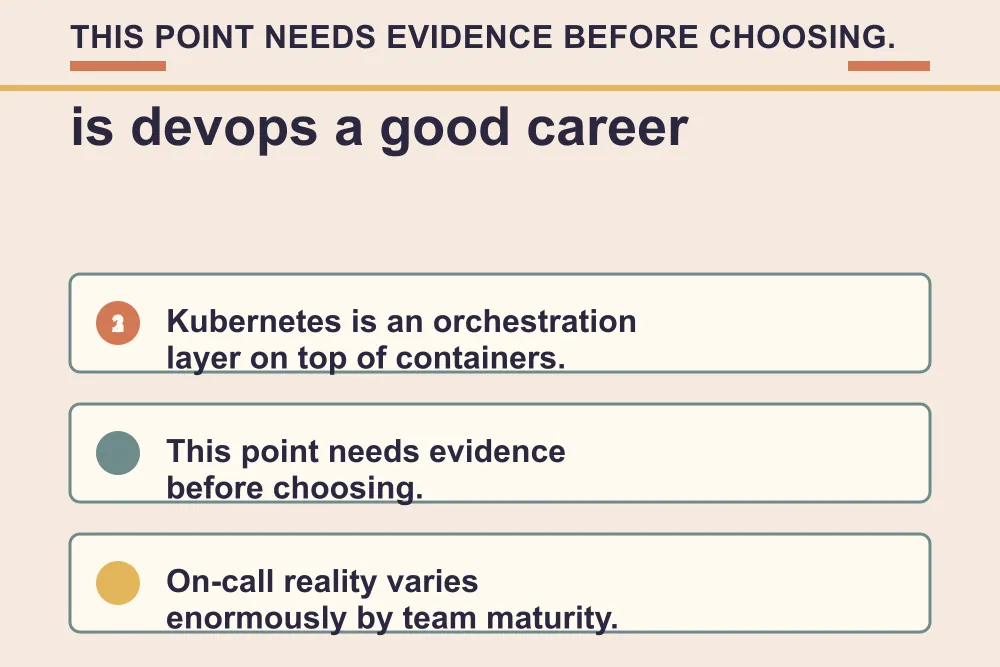 THIS POINT NEEDS EVIDENCE BEFORE CHOOSING.
is devops a good career
Kubernetes is an orchestration
layer on top of containers.
This point needs evidence
before choosing.
On-call reality varies
enormously by team maturity.